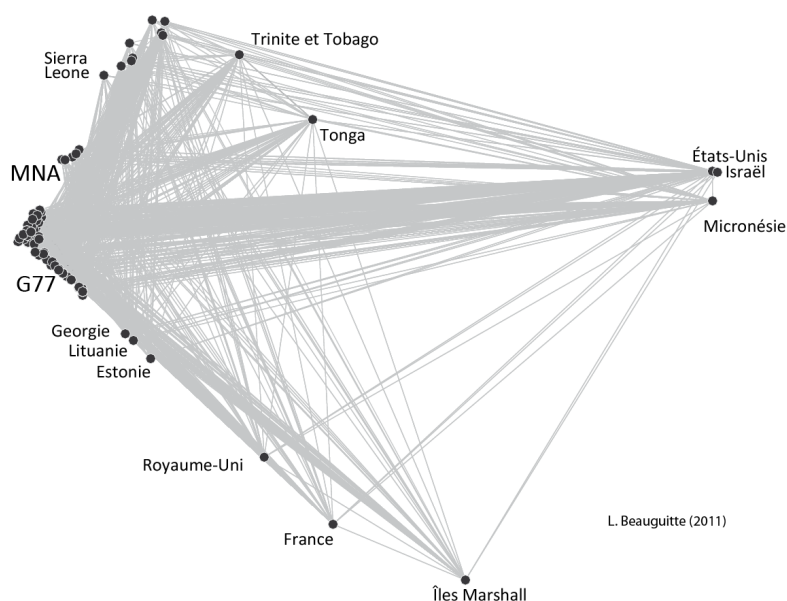 Trinite et Tobago
Sierra
Leone
Tonga
États-Unis
Israël
MNA
Micronésie
G77
Georgie
Lituanie
Estonie
Royaume-Uni
L. Beauguitte (2011)
France
Îles Marshall